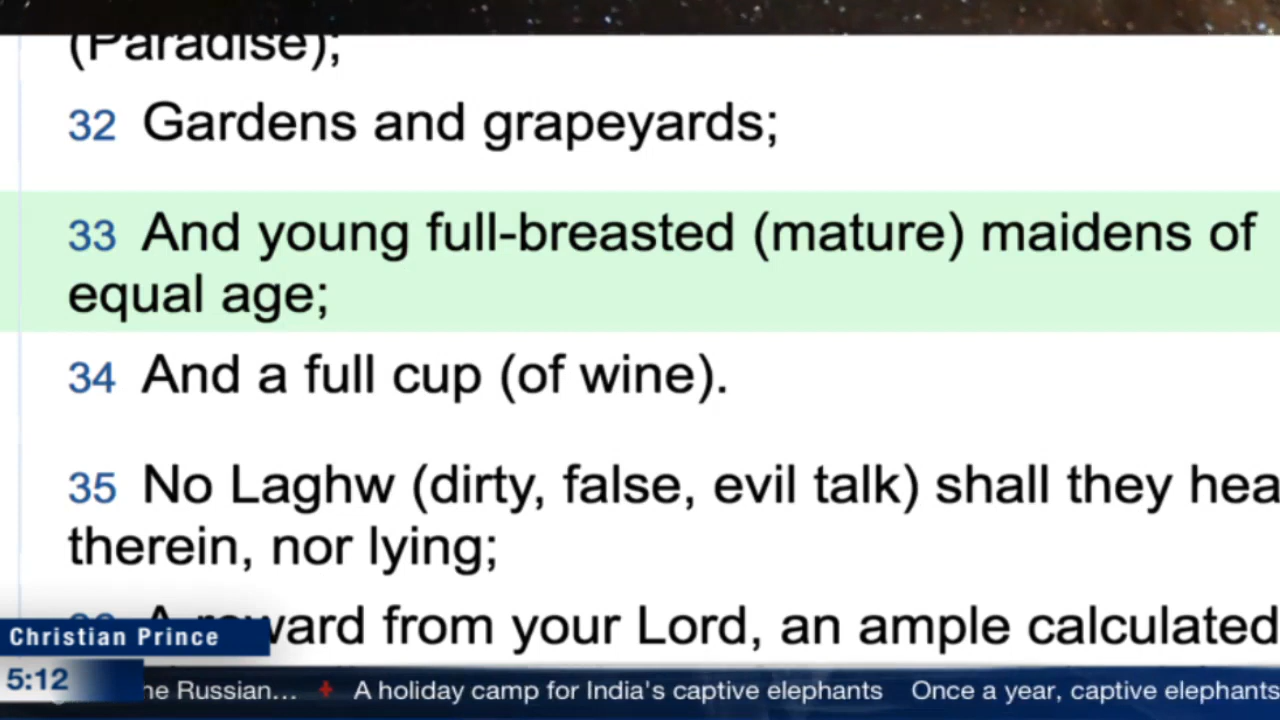 (Paradise);
32 Gardens and grapeyards;
33 And young full-breasted (mature) maidens of
equal age;
34 And a full cup (of wine).
35 No Laghw (dirty, false, evil talk) shall they hea
therein, nor lying;
A reward from your Lord, an ample calculated
Christian Prince
5:12
he Russian... A holiday camp for India's captive elephants Once a year, captive elephants